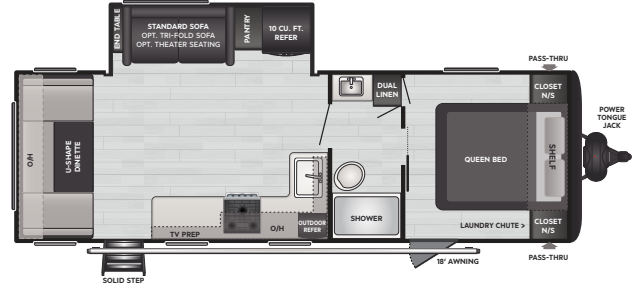 END TABLE
STANDARD SOFA
OPT. TRI-FOLD SOFA
OPT. THEATER SEATING
PANTRY
10 CU. FT.
REFER
PASS-THRU
DUAL
LINEN
CLOSET
N/S
POWER
TONGUE
JACK
O/H
U-SHAPE
DINETTE
QUEEN BED
SHELF
SHOWER
LAUNDRY CHUTE >
CLOSET
N/S
OUTDOOR
REFER
O/H
TV PREP
18' AWNING
PASS-THRU
SOLID STEP